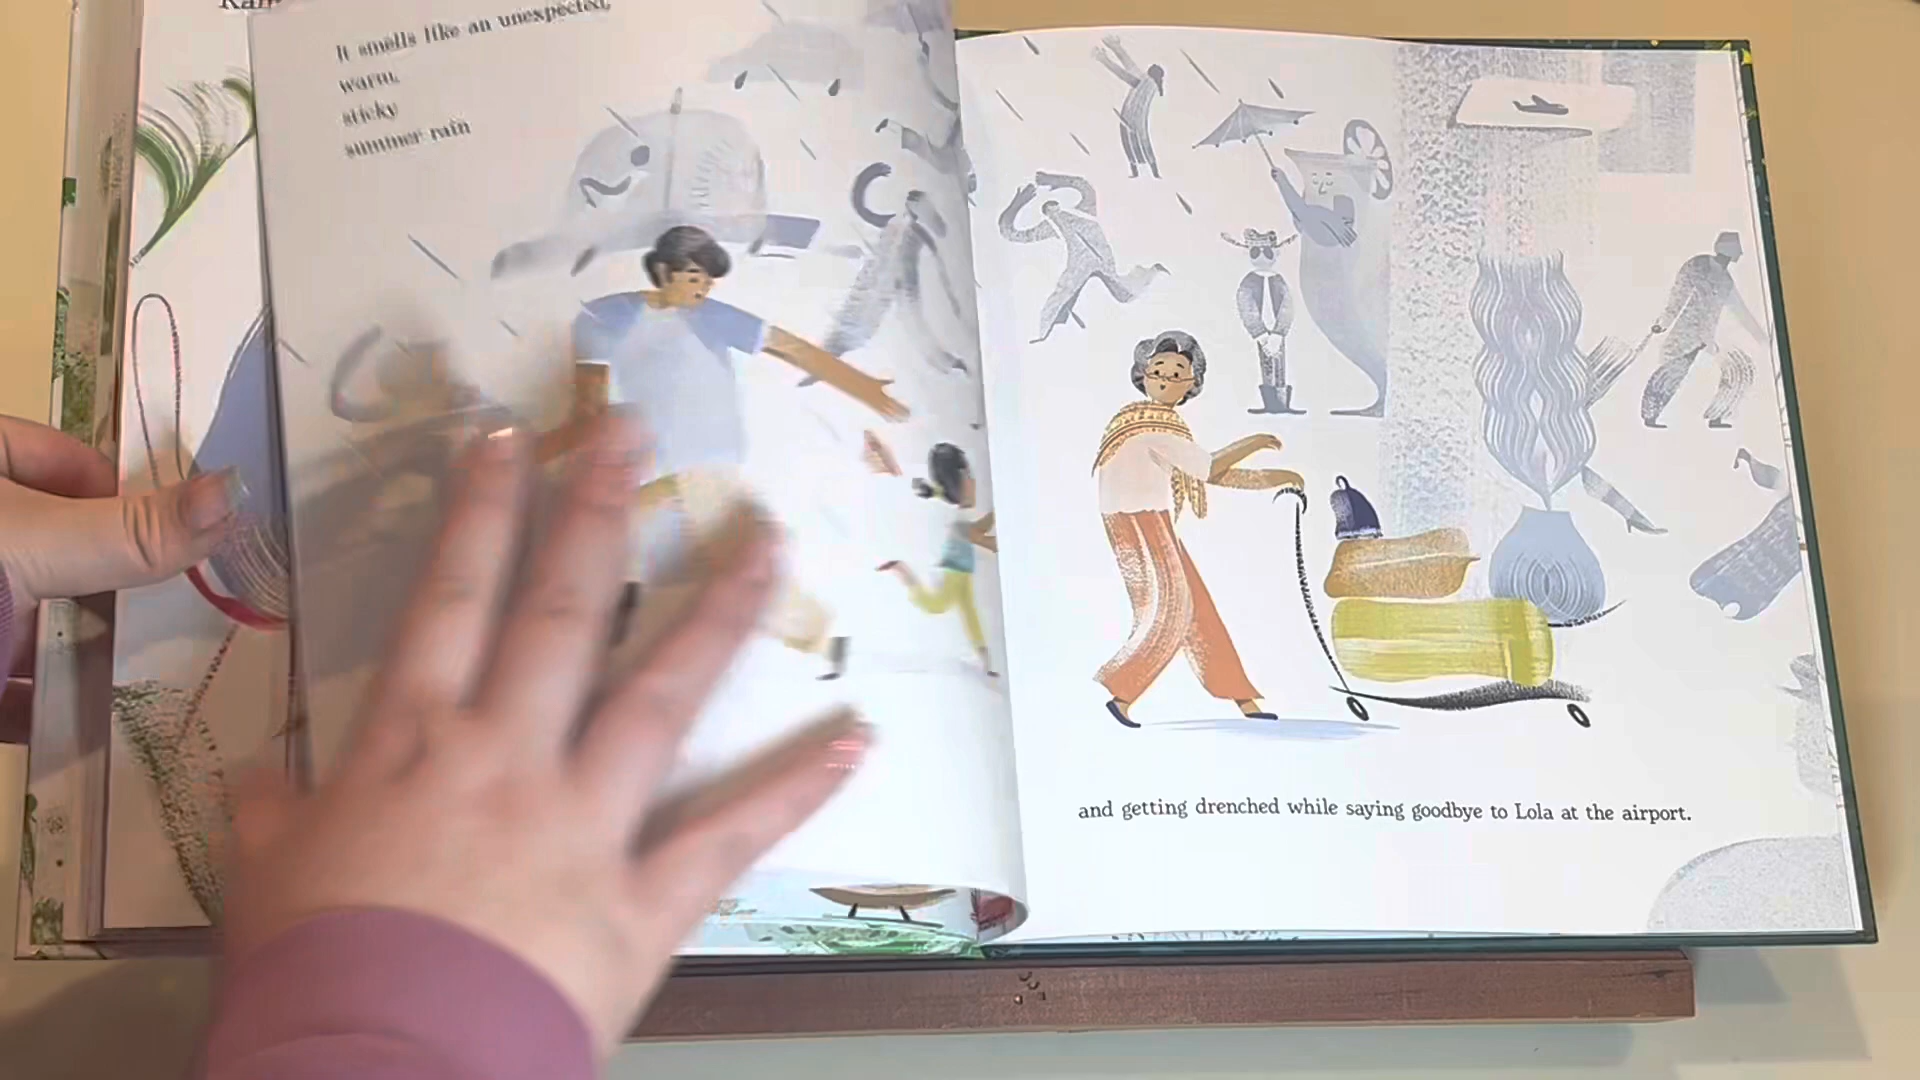 It smells like an unexpected,
warm,
sticky
summer rain
and getting drenched while saying goodbye to Lola at the airport.